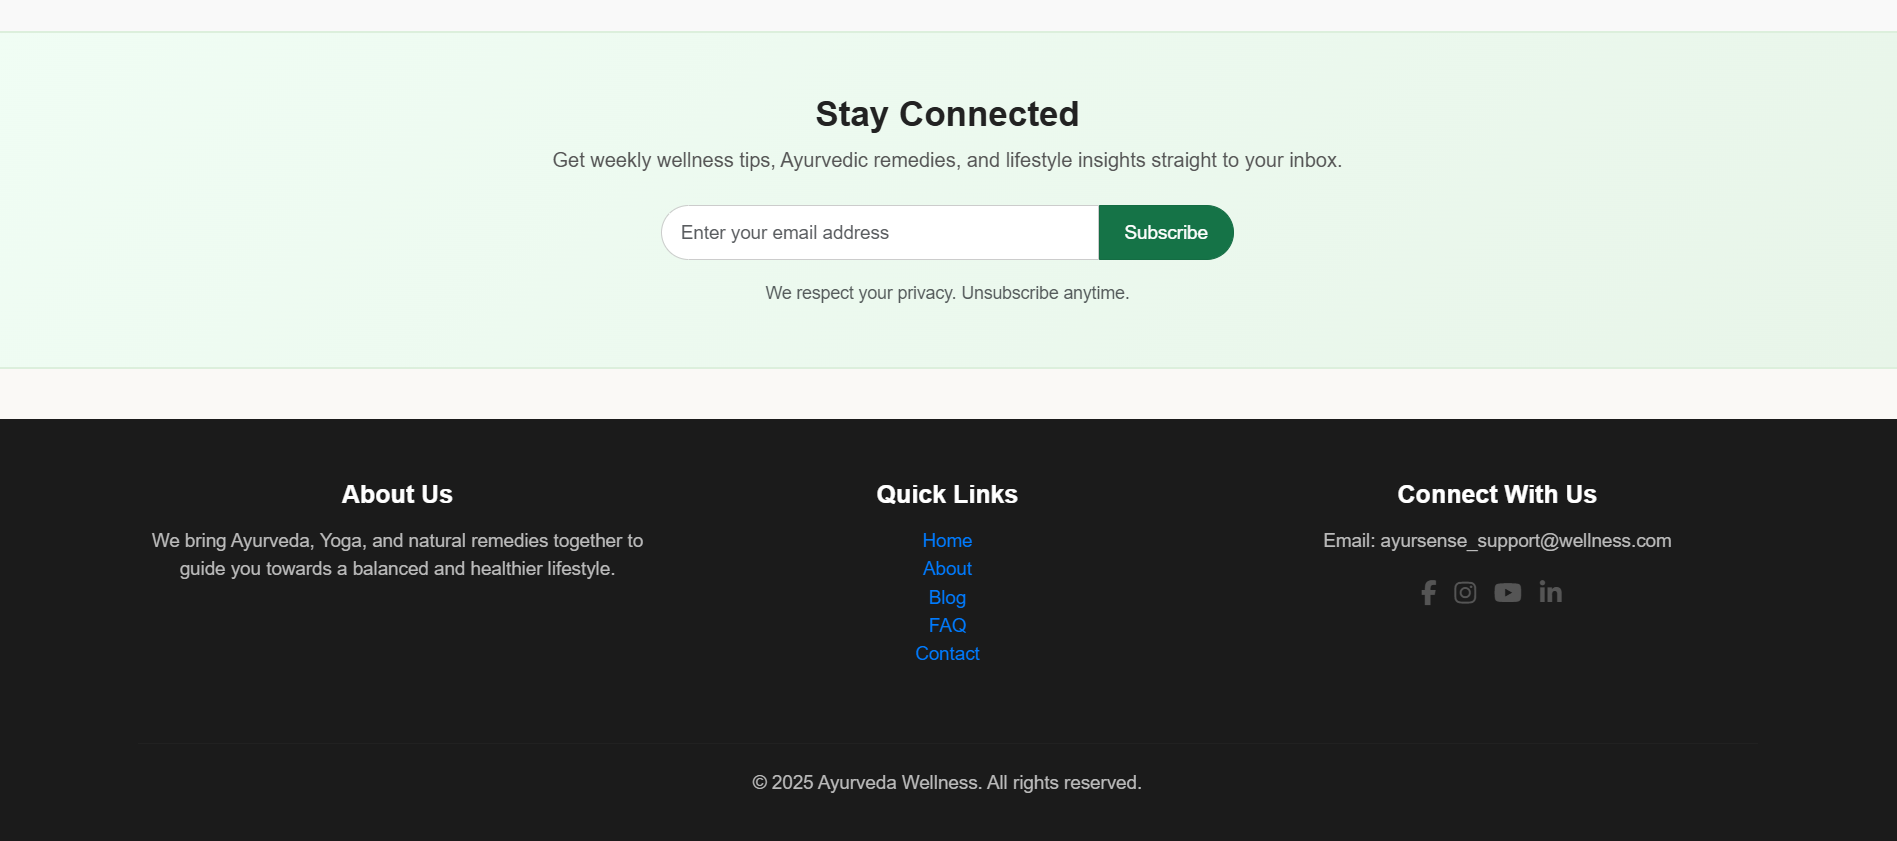 Stay Connected
Get weekly wellness tips, Ayurvedic remedies, and lifestyle insights straight to your inbox.
Enter your email address
Subscribe
We respect your privacy. Unsubscribe anytime.
About Us
We bring Ayurveda, Yoga, and natural remedies together to
guide you towards a balanced and healthier lifestyle.
Quick Links
Home
About
Blog
FAQ
Contact
Connect With Us
Email: ayursense_support@wellness.com
© 2025 Ayurveda Wellness. All rights reserved.